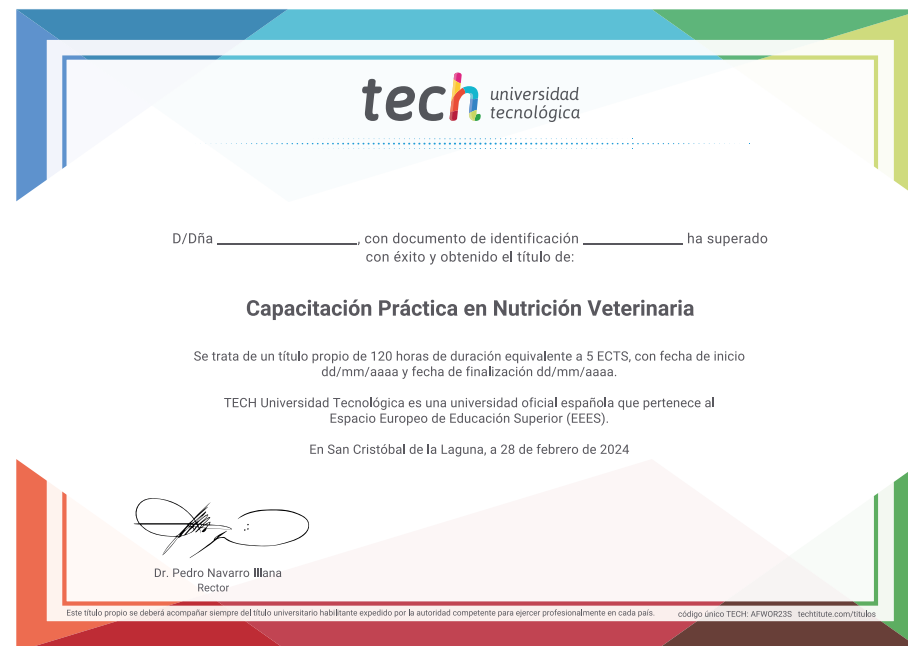 tech universidad
tecnológica
D/Dña ____________________, con documento de identificación ______________ ha superado
con éxito y obtenido el título de:
Capacitación Práctica en Nutrición Veterinaria
Se trata de un título propio de 120 horas de duración equivalente a 5 ECTS, con fecha de inicio
dd/mm/aaaa y fecha de finalización dd/mm/aaaa.
TECH Universidad Tecnológica es una universidad oficial española que pertenece al
Espacio Europeo de Educación Superior (EEES).
En San Cristóbal de la Laguna, a 28 de febrero de 2024
Dr. Pedro Navarro Illana
Rector
Este título propio se deberá acompañar siempre del título universitario habilitante expedido por la autoridad competente para ejercer profesionalmente en cada país. código único TECH: AFWOR23S techtitute.com/titulos